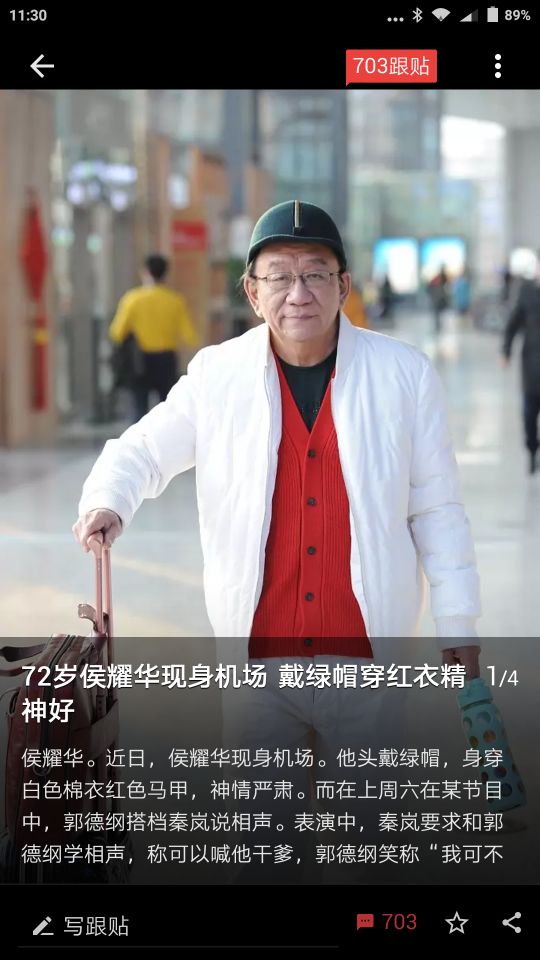 11:30
89%
703跟贴
72岁侯耀华现身机场 戴绿帽穿红衣精 1/4
神好
侯耀华。近日，侯耀华现身机场。他头戴绿帽，身穿
白色棉衣红色马甲，神情严肃。而在上周六在某节目
中，郭德纲搭档秦岚说相声。表演中，秦岚要求和郭
德纲学相声，称可以喊他干爹，郭德纲笑称“我可不
写跟贴
703